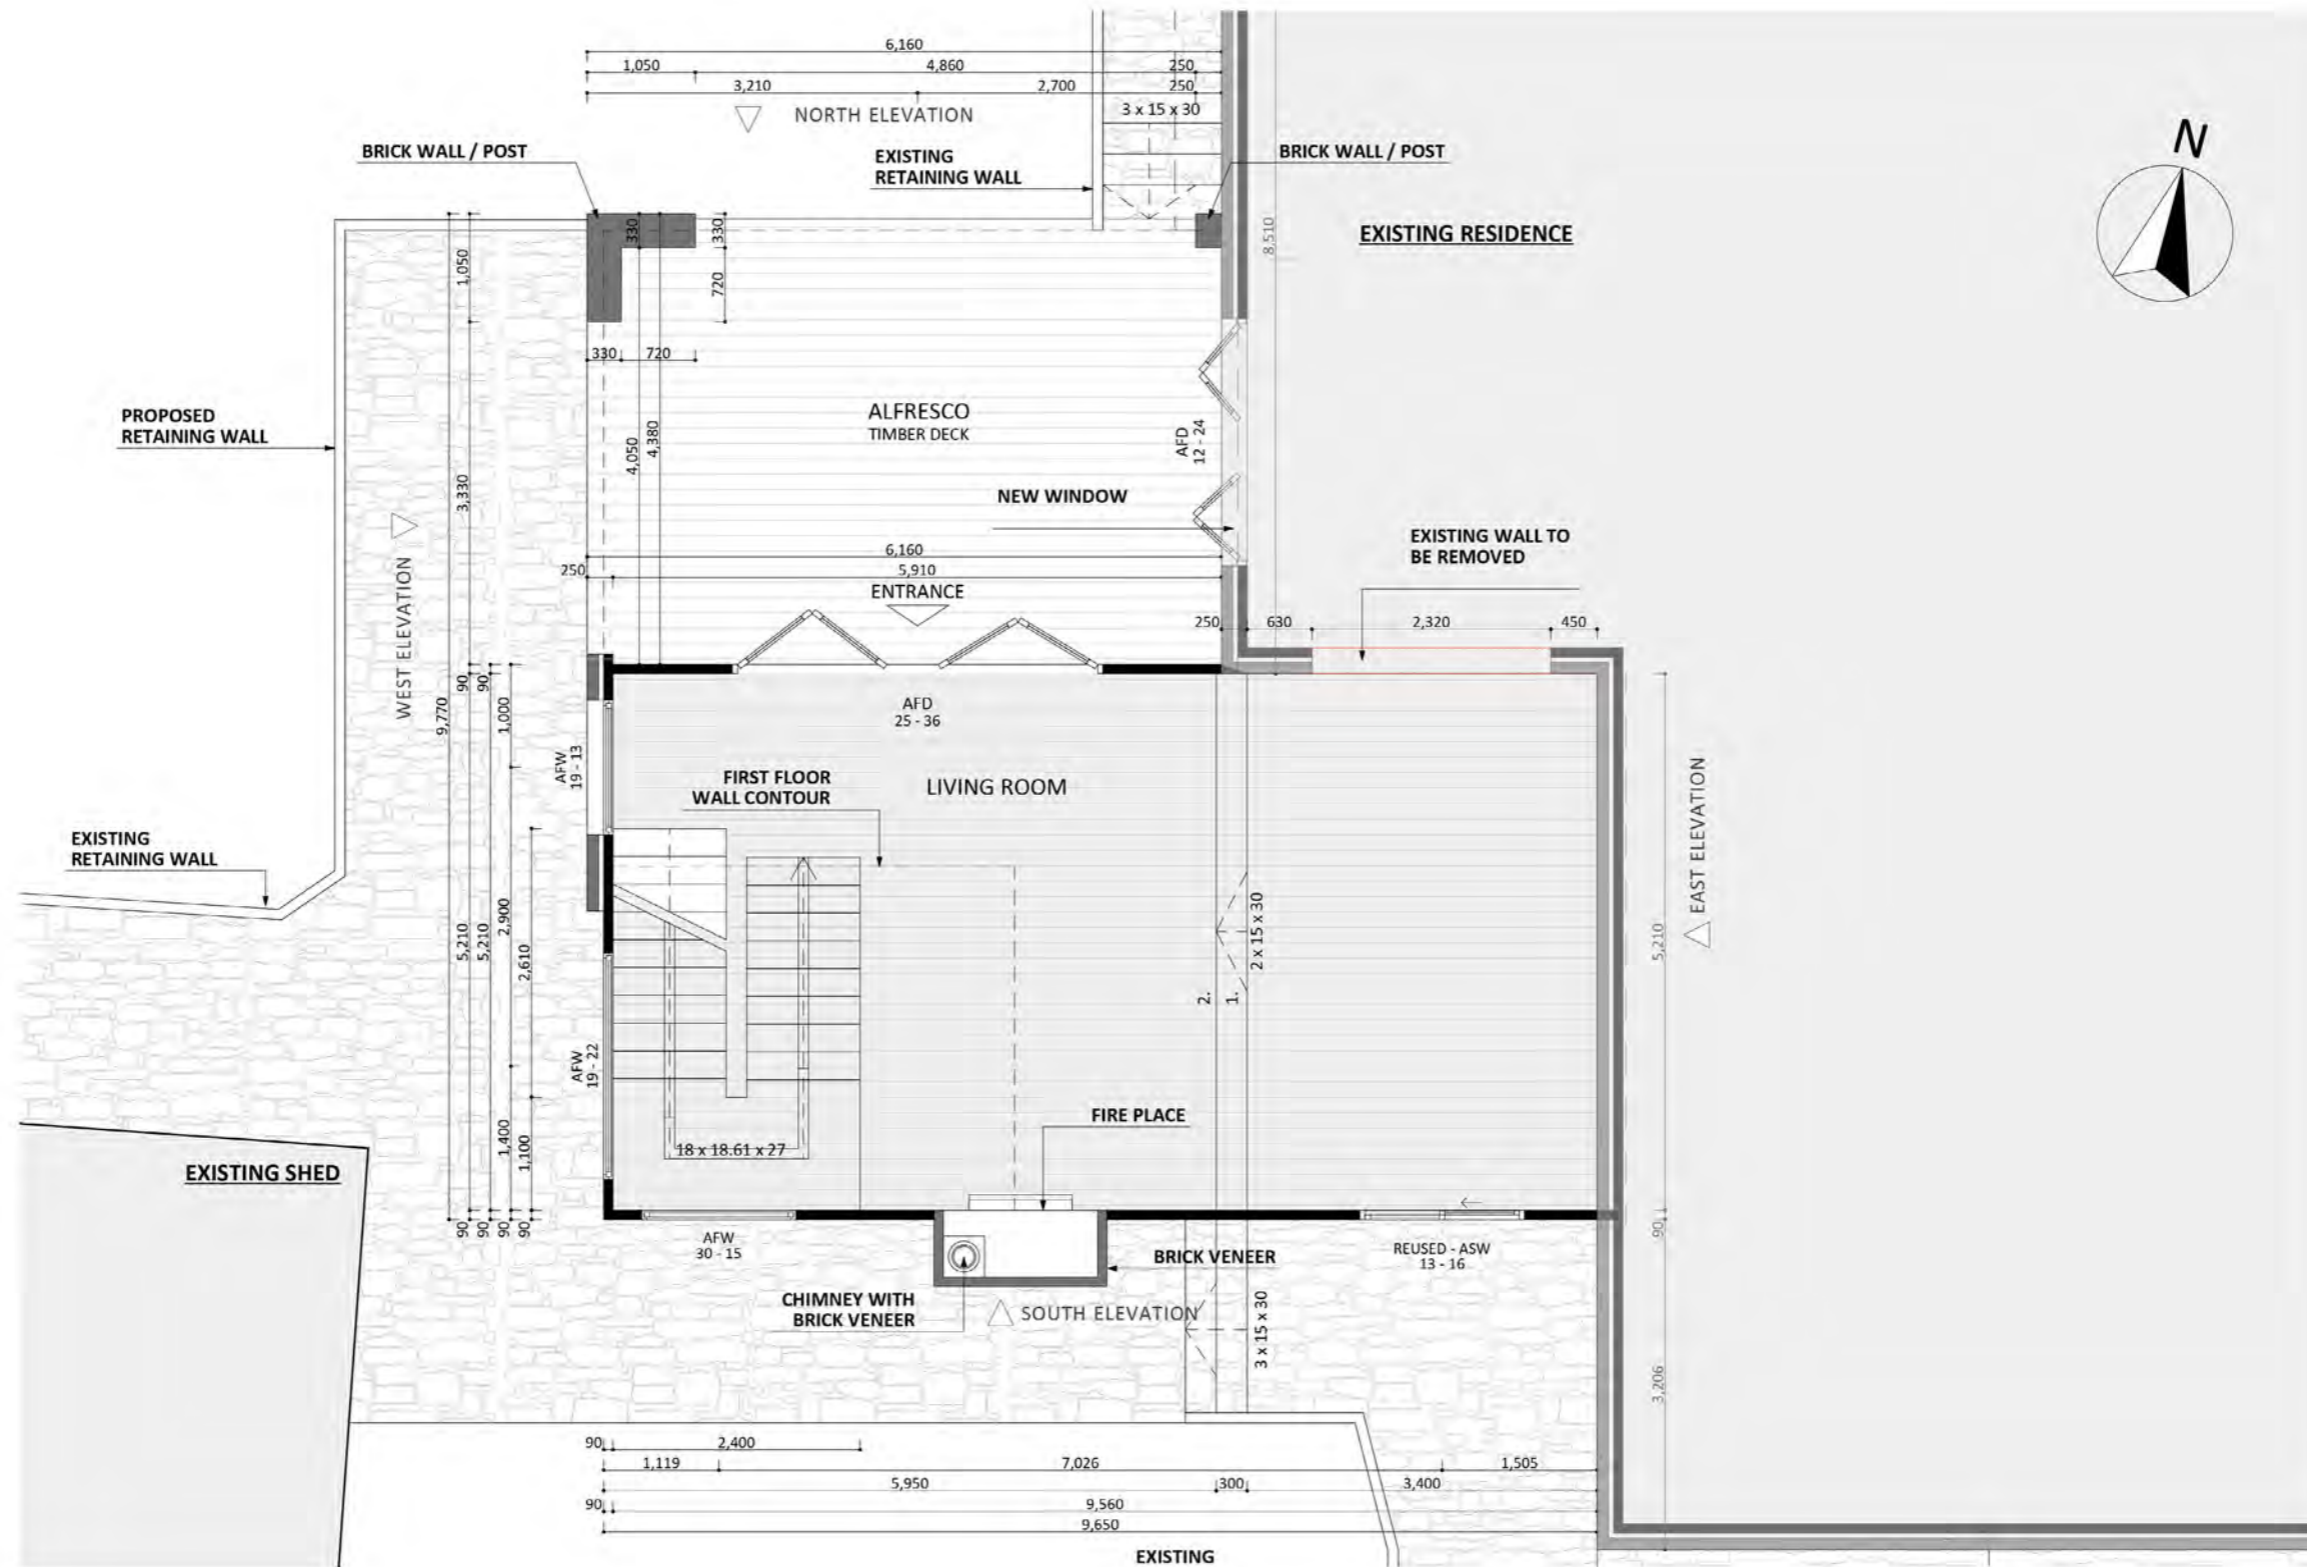 6,160
1,050
4,860
250
3,210
2,700
250
NORTH ELEVATION
3 x 15 x 30
N
BRICK WALL / POST
EXISTING
RETAINING WALL
BRICK WALL / POST
EXISTING RESIDENCE
8,510
330
330
1,050
720
330
720
PROPOSED
RETAINING WALL
ALFRESCO
TIMBER DECK
4,050
4,380
AFD
12 - 24
3,330
NEW WINDOW
EXISTING WALL TO
BE REMOVED
6,160
250
5,910
ENTRANCE
WEST ELEVATION
250
630
2,320
450
90
90
9,770
1,000
AFD
25 - 36
AFW
19 - 13
FIRST FLOOR
WALL CONTOUR
LIVING ROOM
EAST ELEVATION
EXISTING
RETAINING WALL
5,210
5,210
2,900
2,610
2 x 15 x 30
5,210
2.
1.
AFW
19 - 22
1,400
1,100
FIRE PLACE
18 x 18.61 x 27
EXISTING SHED
90
90
90
90
90
AFW
30 - 15
BRICK VENEER
REUSED - ASW
13 - 16
CHIMNEY WITH
BRICK VENEER
SOUTH ELEVATION
3 x 15 x 30
3,206
90
2,400
1,119
7,026
1,505
5,950
300
3,400
90
9,560
9,650
EXISTING